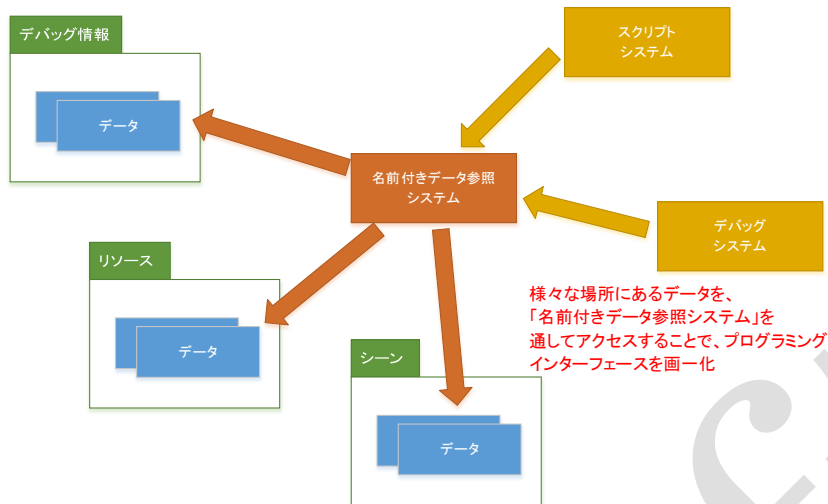 デバッグ情報
データ
スクリプト
システム
名前付きデータ参照
システム
デバッグ
システム
リソース
データ
様々な場所にあるデータを、
「名前付きデータ参照システム」を
通してアクセスすることで、プログラミング
インターフェースを画一化
シーン
データ